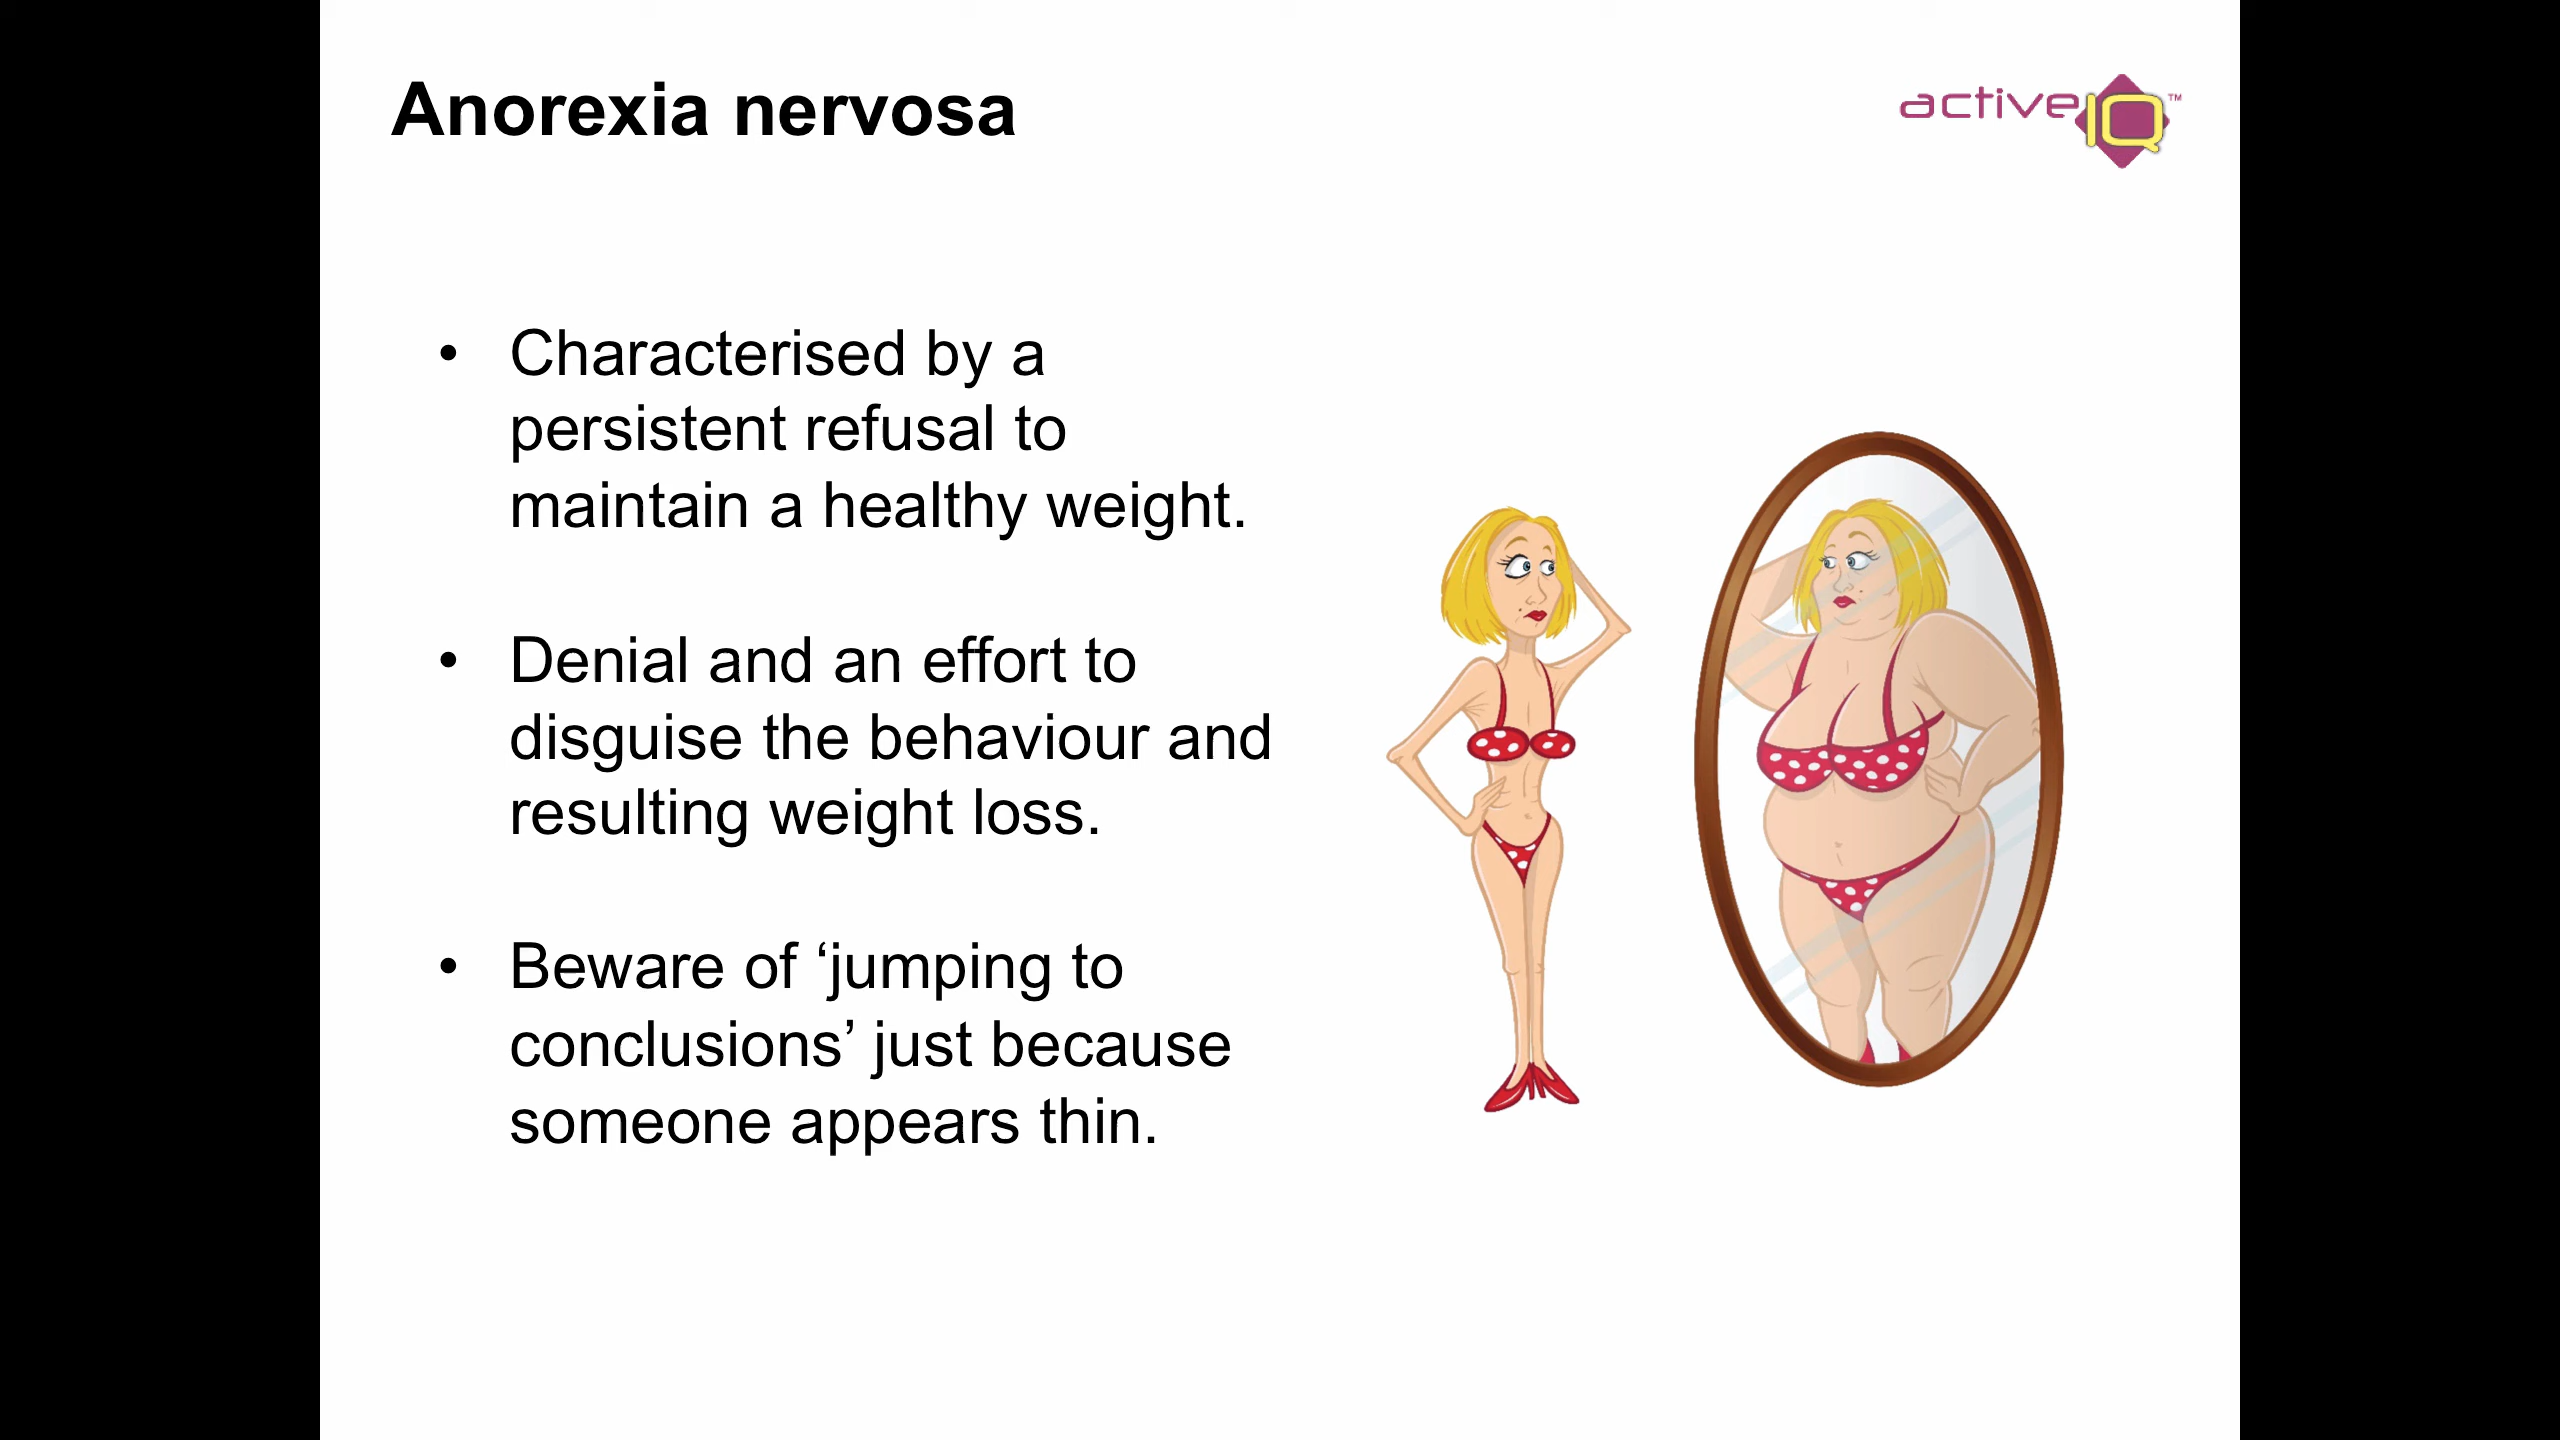 Anorexia nervosa
activeIQ™
• Characterised by a
persistent refusal to
maintain a healthy weight.
• Denial and an effort to
disguise the behaviour and
resulting weight loss.
• Beware of ‘jumping to
conclusions’ just because
someone appears thin.